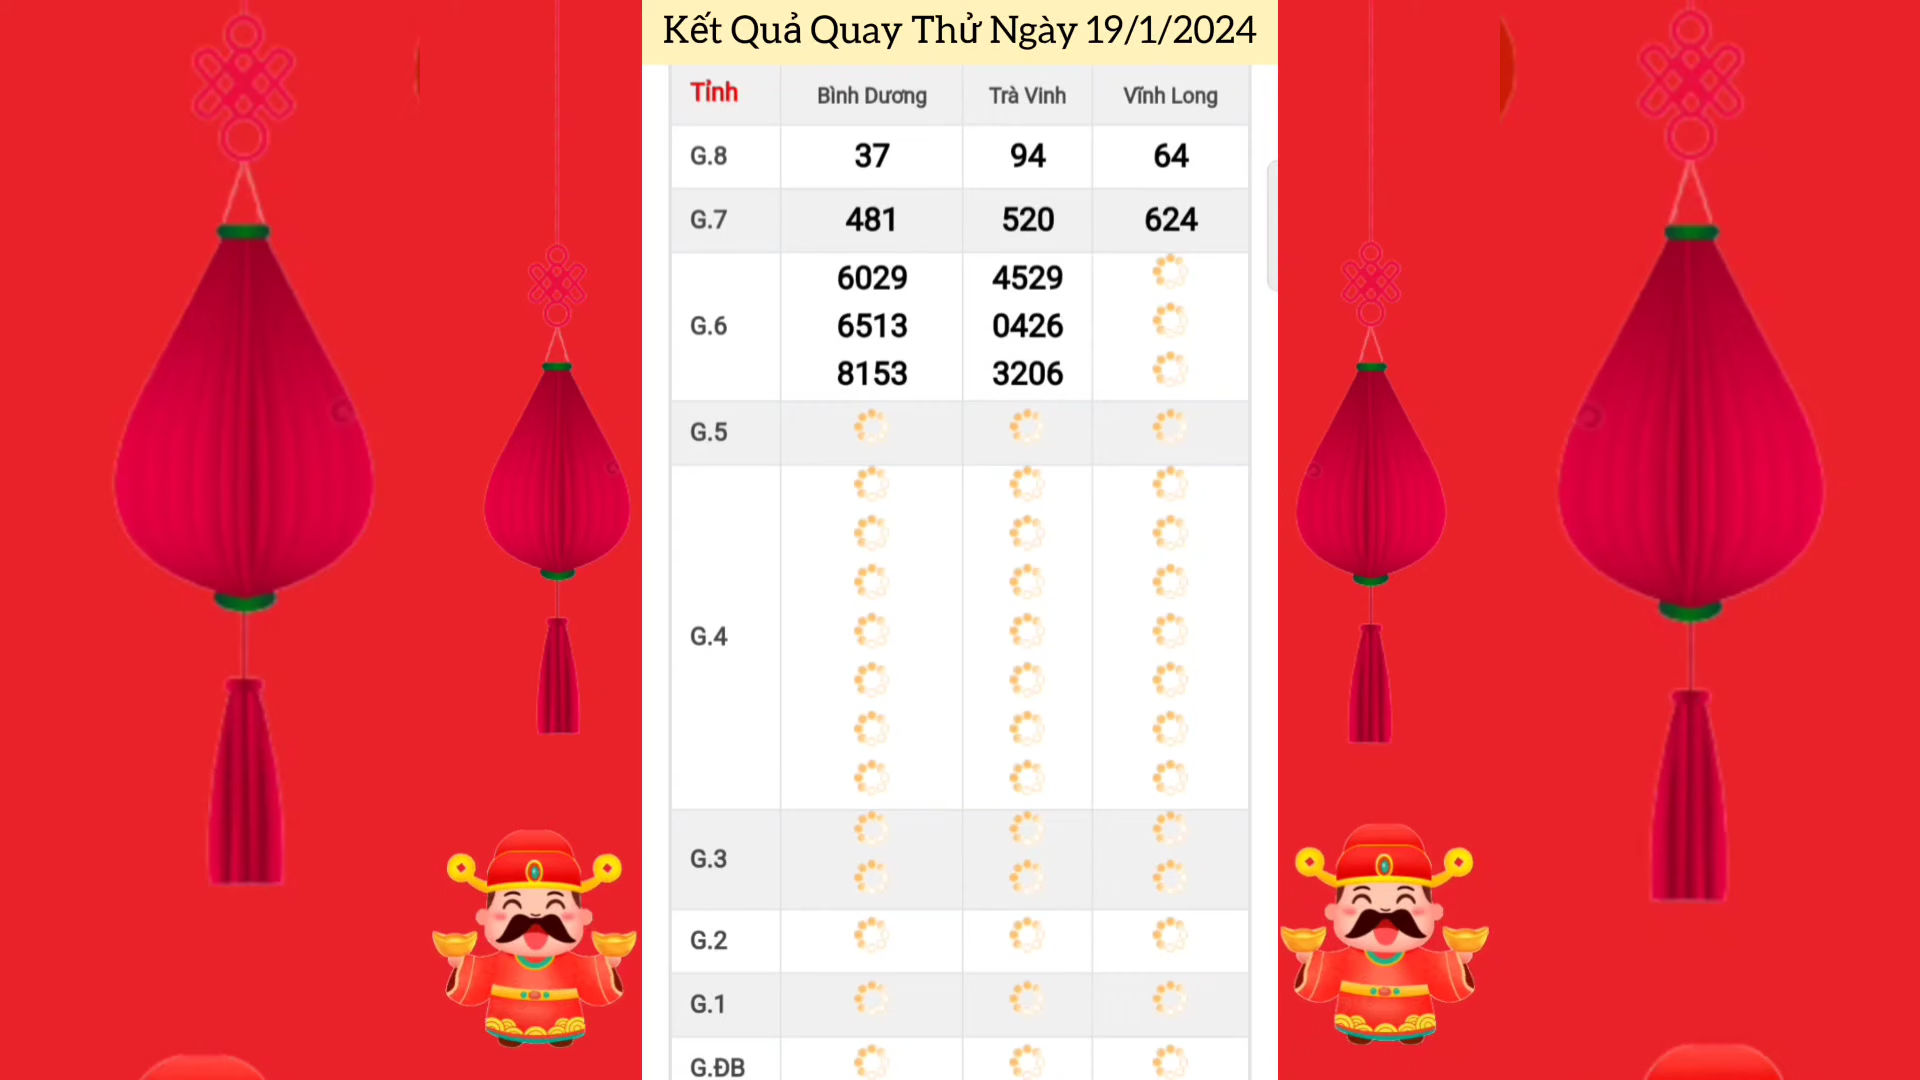 Kết Quả Quay Thử Ngày 19/1/2024
Tỉnh Bình Dương Trà Vinh Vĩnh Long
G.8 37 94 64
G.7 481 520 624
6029 4529
G.6 6513 0426
8153 3206
G.5
G.4
G.3
G.2
G.1
G.ĐB